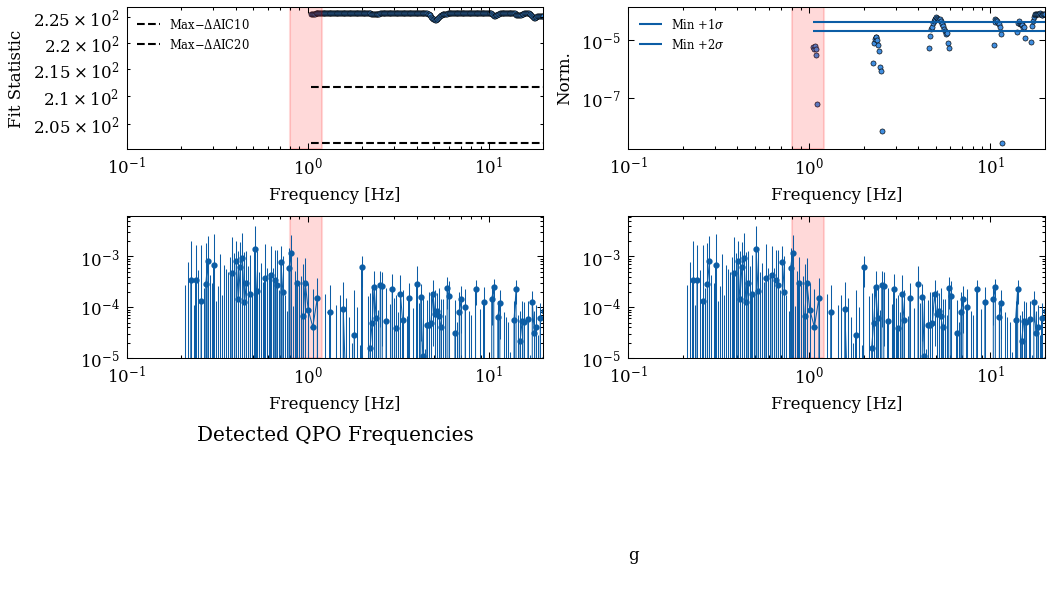 Fit Statistic
2.25 × 10²
2.2 × 10²
2.15 × 10²
2.1 × 10²
2.05 × 10²
Max−ΔAIC10
Max−ΔAIC20
10⁻¹ 10⁰ 10¹
Frequency [Hz]
Norm.
10⁻⁵
10⁻⁷
Min +1σ
Min +2σ
10⁻¹ 10⁰ 10¹
Frequency [Hz]
10⁻³
10⁻⁴
10⁻⁵
10⁻¹ 10⁰ 10¹
Frequency [Hz]
10⁻³
10⁻⁴
10⁻⁵
10⁻¹ 10⁰ 10¹
Frequency [Hz]
Detected QPO Frequencies
g